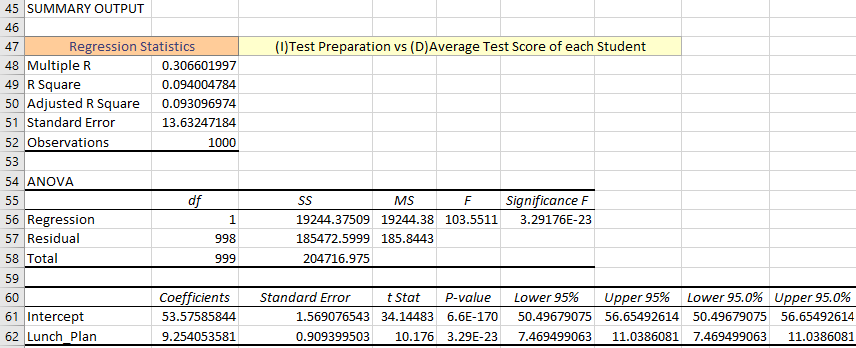 45 SUMMARY OUTPUT
46
47 Regression Statistics (I)Test Preparation vs (D)Average Test Score of each Student
48 Multiple R 0.306601997
49 R Square 0.094004784
50 Adjusted R Square 0.093096974
51 Standard Error 13.63247184
52 Observations 1000
53
54 ANOVA
55 df SS MS F Significance F
56 Regression 1 19244.37509 19244.38 103.5511 3.29176E-23
57 Residual 998 185472.5999 185.8443
58 Total 999 204716.975
59
60 Coefficients Standard Error t Stat P-value Lower 95% Upper 95% Lower 95.0% Upper 95.0%
61 Intercept 53.57585844 1.569076543 34.14483 6.6E-170 50.49679075 56.65492614 50.49679075 56.65492614
62 Lunch_Plan 9.254053581 0.909399503 10.176 3.29E-23 7.469499063 11.0386081 7.469499063 11.0386081